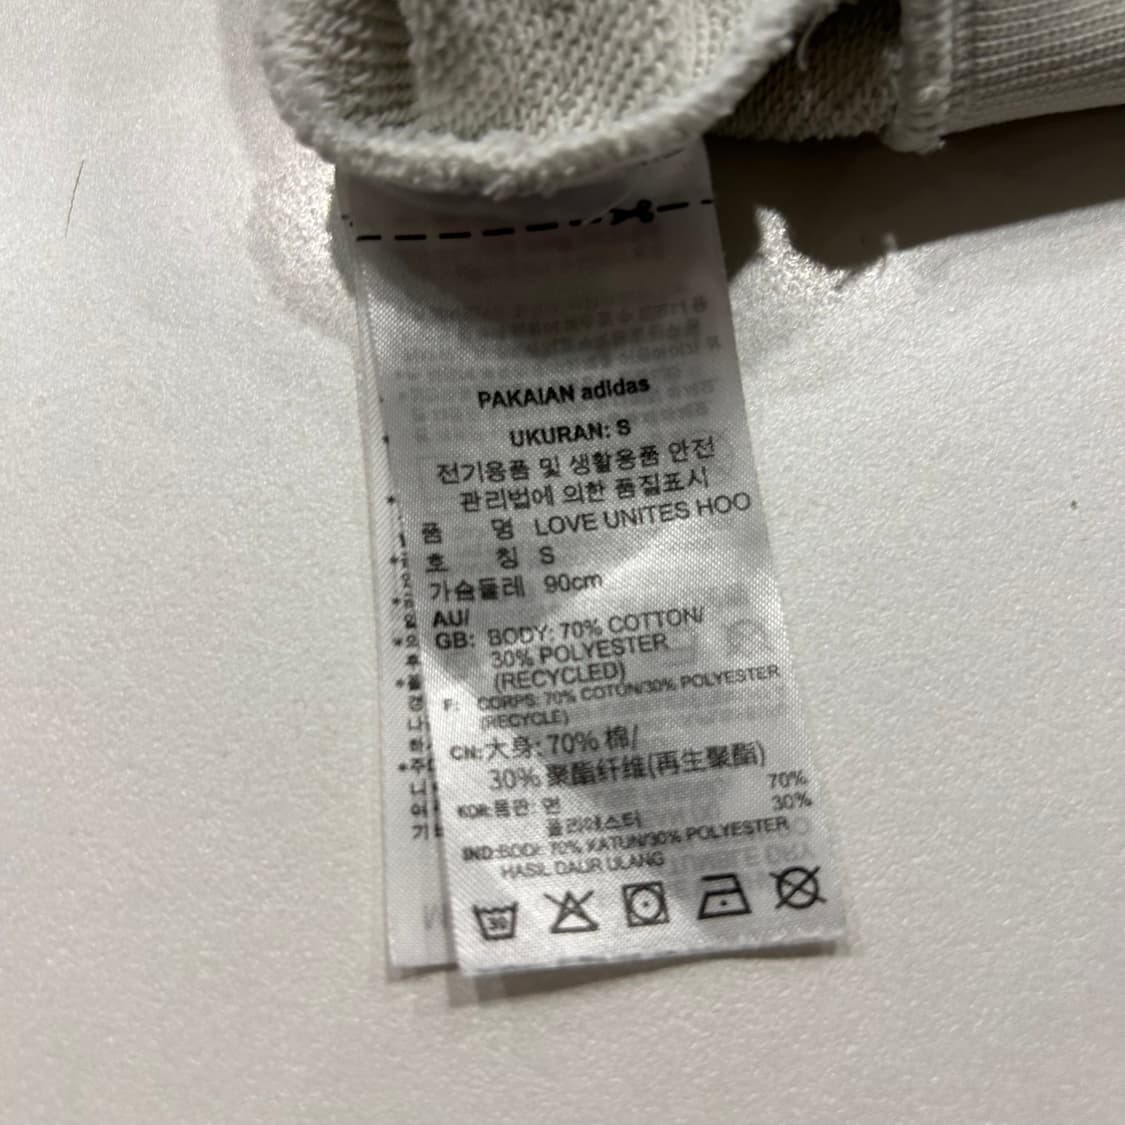 PAKAIAN adidas
UKURAN: S
전기용품 및 생활용품 안전
관리법에 의한 품질표시
품 명 LOVE UNITES HOO
호 칭 S
가슴둘레 90cm
AU/
GB: BODY: 70% COTTON/
30% POLYESTER
(RECYCLED)
F: CORPS: 70% COTON/30% POLYESTER
(RECYCLE)
CN: 大身: 70% 棉/
30% 聚酯纤维(再生聚酯)
KOR: 몸판: 면 70%
폴리에스터 30%
IND: BODI: 70% KATUN/30% POLYESTER
HASIL DAUR ULANG
30